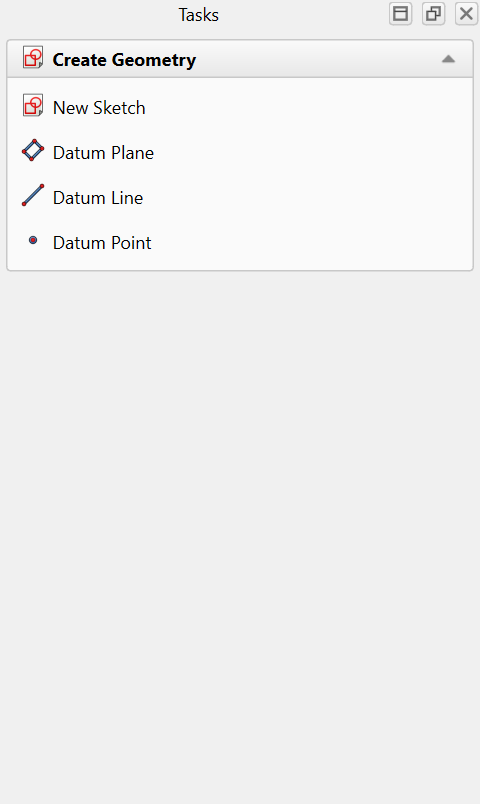 Tasks
Create Geometry
New Sketch
Datum Plane
Datum Line
Datum Point